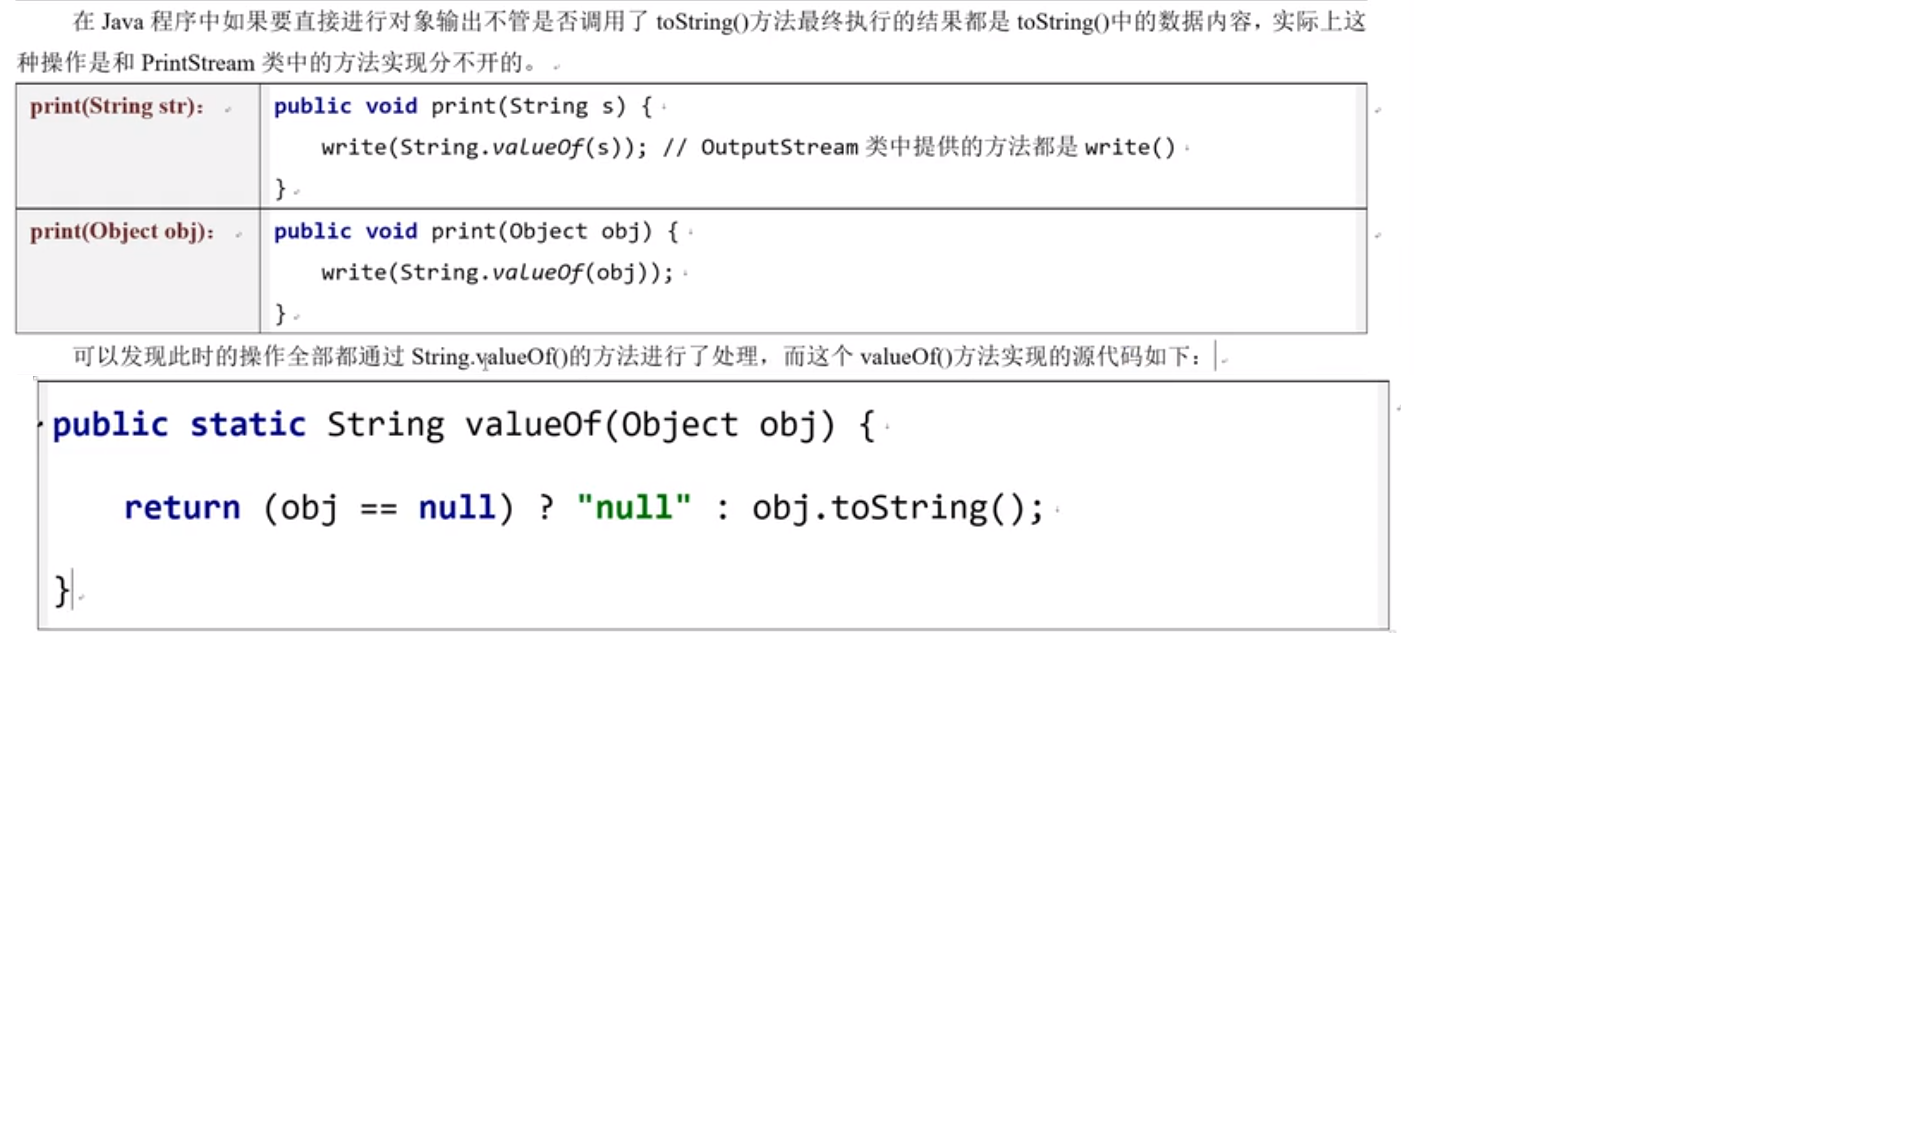 在 Java 程序中如果要直接进行对象输出不管是否调用了 toString()方法最终执行的结果都是 toString()中的数据内容，实际上这
种操作是和 PrintStream 类中的方法实现分不开的。
print(String str)：
public void print(String s) {
    write(String.valueOf(s)); // OutputStream 类中提供的方法都是 write()
}
print(Object obj)：
public void print(Object obj) {
    write(String.valueOf(obj));
}
可以发现此时的操作全部都通过 String.valueOf()的方法进行了处理，而这个 valueOf()方法实现的源代码如下：
public static String valueOf(Object obj) {
    return (obj == null) ? "null" : obj.toString();
}